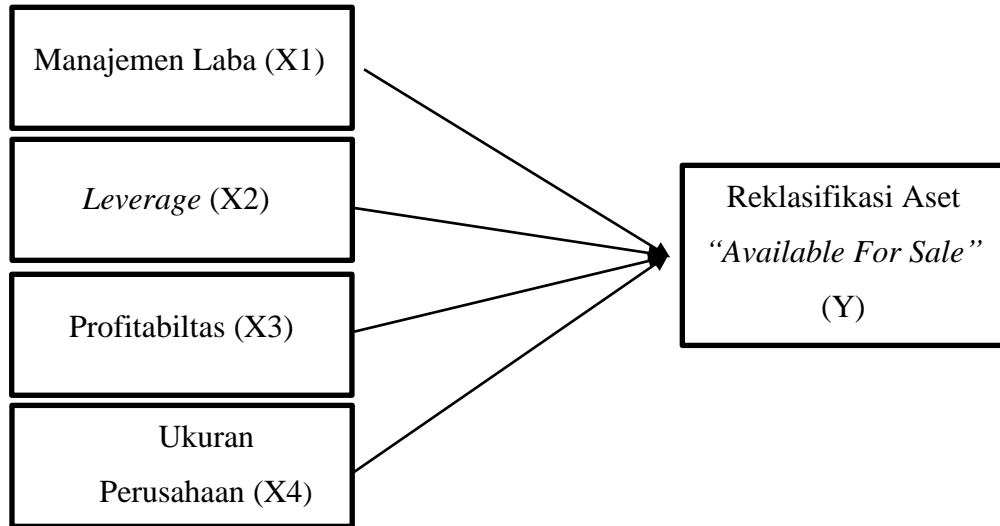 Manajemen Laba (X1)
Leverage (X2)
Profitabiltas (X3)
Ukuran
Perusahaan (X4)
Reklasifikasi Aset
“Available For Sale”
(Y)